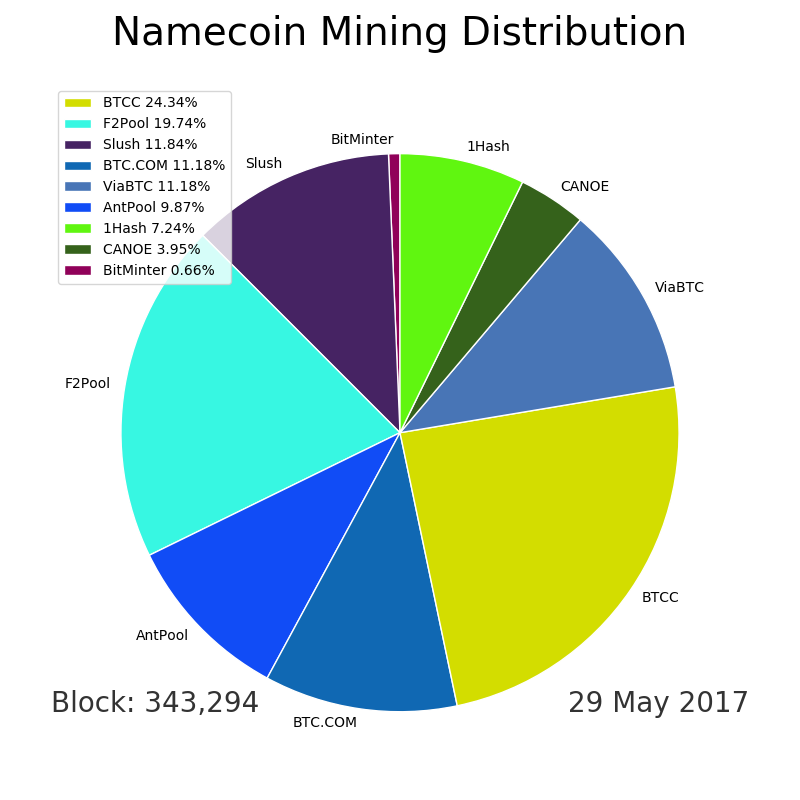 Namecoin Mining Distribution
BTCC 24.34%
F2Pool 19.74%
Slush 11.84%
BTC.COM 11.18%
ViaBTC 11.18%
AntPool 9.87%
1Hash 7.24%
CANOE 3.95%
BitMinter 0.66%
BitMinter
1Hash
Slush
CANOE
ViaBTC
F2Pool
BTCC
AntPool
BTC.COM
Block: 343,294
29 May 2017